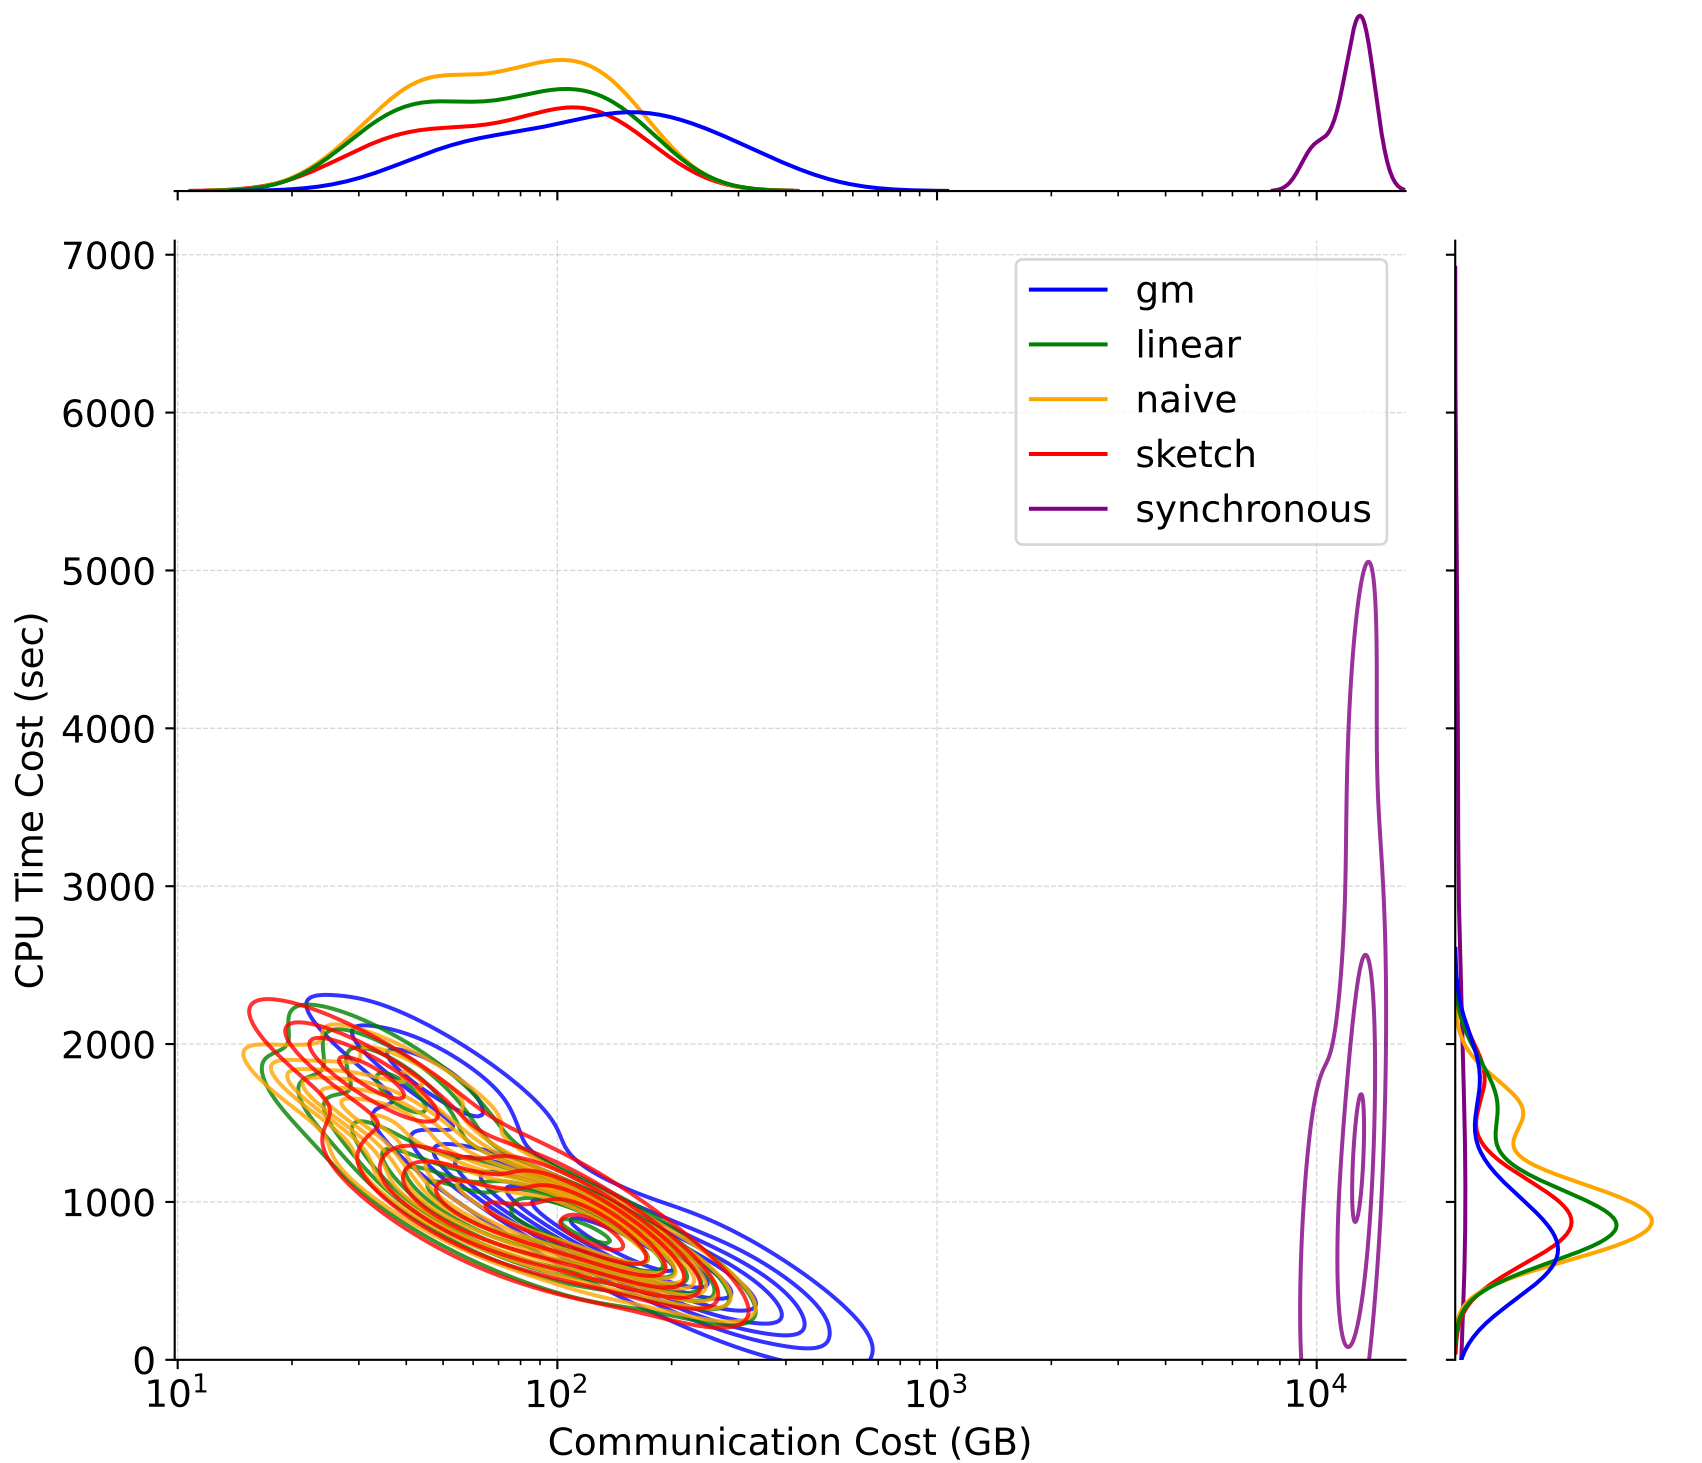 7000
6000
5000
4000
3000
2000
1000
0
CPU Time Cost (sec)
gm
linear
naive
sketch
synchronous
10¹
10²
10³
10⁴
Communication Cost (GB)